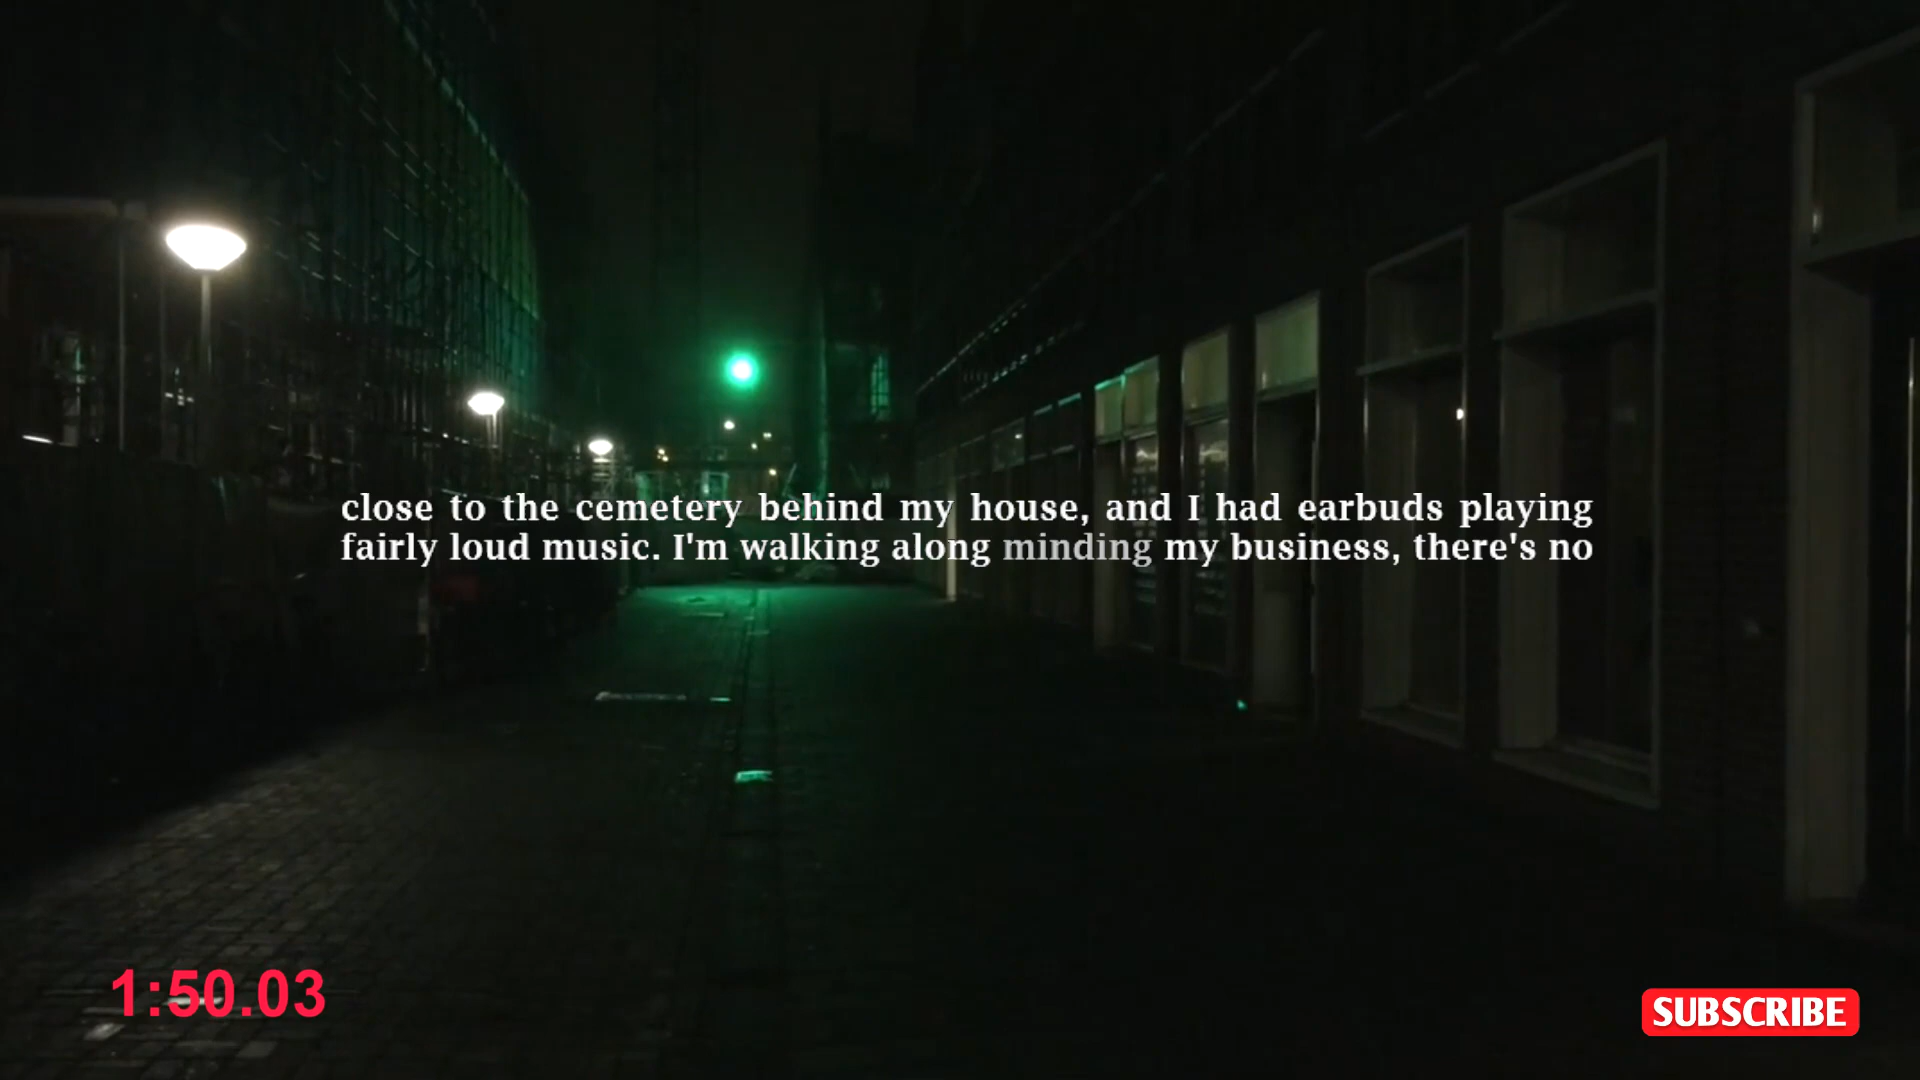 close to the cemetery behind my house, and I had earbuds playing
fairly loud music. I'm walking along minding my business, there's no
1:50.03
SUBSCRIBE